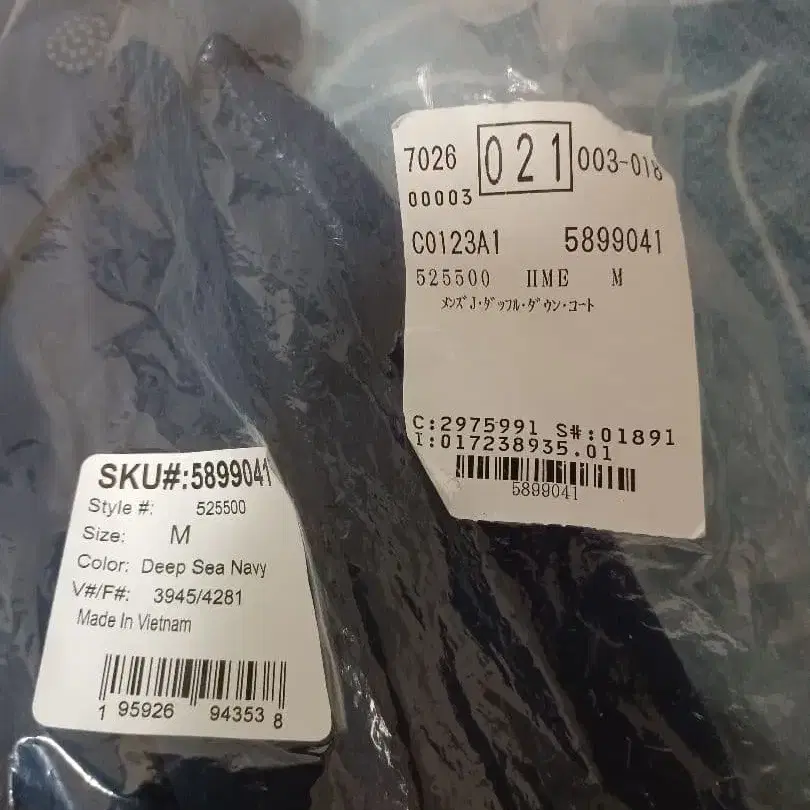 7026 021 003-018
00003
C0123A1 5899041
525500 IIME M
ﾒﾝｽﾞJ･ﾀﾞｯﾌﾙ･ﾀﾞｳﾝ･ｺｰﾄ
C:2975991 S#:01891
I:017238935.01
5899041
SKU#:5899041
Style #: 525500
Size: M
Color: Deep Sea Navy
V#/F#: 3945/4281
Made In Vietnam
1 95926 94353 8